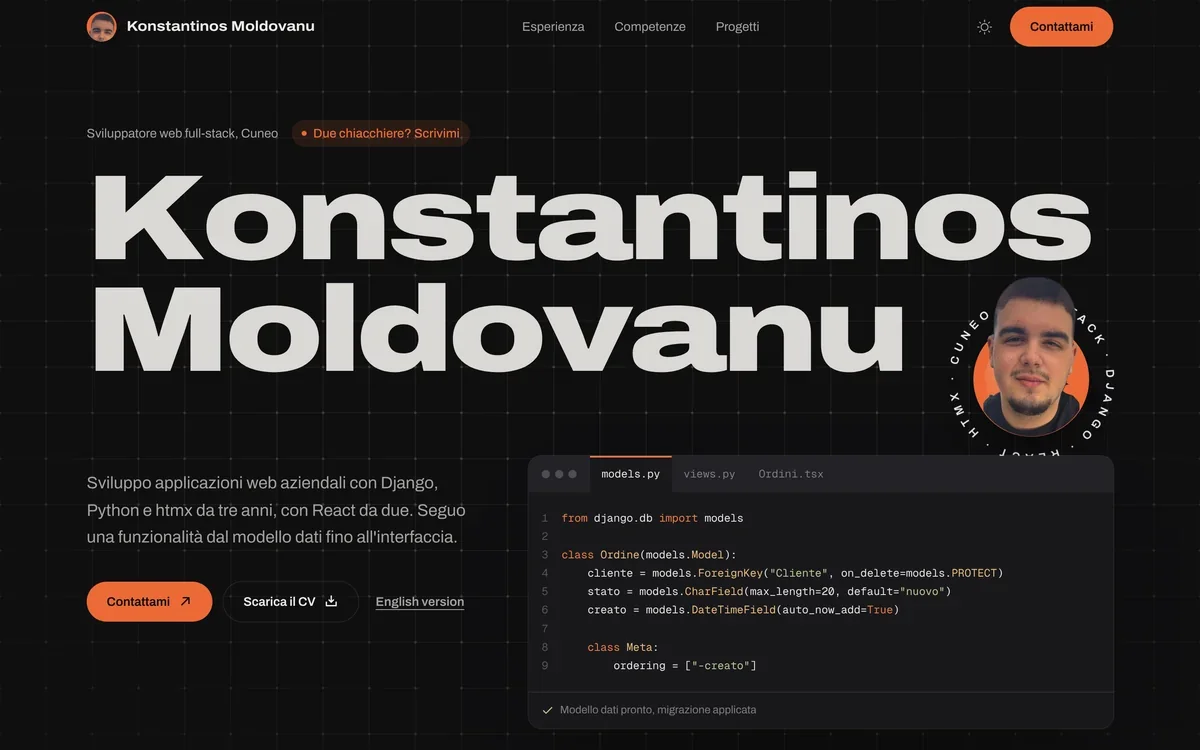 Konstantinos Moldovanu
Esperienza
Competenze
Progetti
Contattami
Sviluppatore web full-stack, Cuneo
Due chiacchiere? Scrivimi
Konstantinos
Moldovanu
CUNEO
ACK · DJANGO · REACT · HTMX ·
Sviluppo applicazioni web aziendali con Django,
Python e htmx da tre anni, con React da due. Seguo
una funzionalità dal modello dati fino all'interfaccia.
Contattami
Scarica il CV
English version
models.py
views.py
Ordini.tsx
1 from django.db import models
2
3 class Ordine(models.Model):
4 cliente = models.ForeignKey("Cliente", on_delete=models.PROTECT)
5 stato = models.CharField(max_length=20, default="nuovo")
6 creato = models.DateTimeField(auto_now_add=True)
7
8 class Meta:
9 ordering = ["-creato"]
Modello dati pronto, migrazione applicata